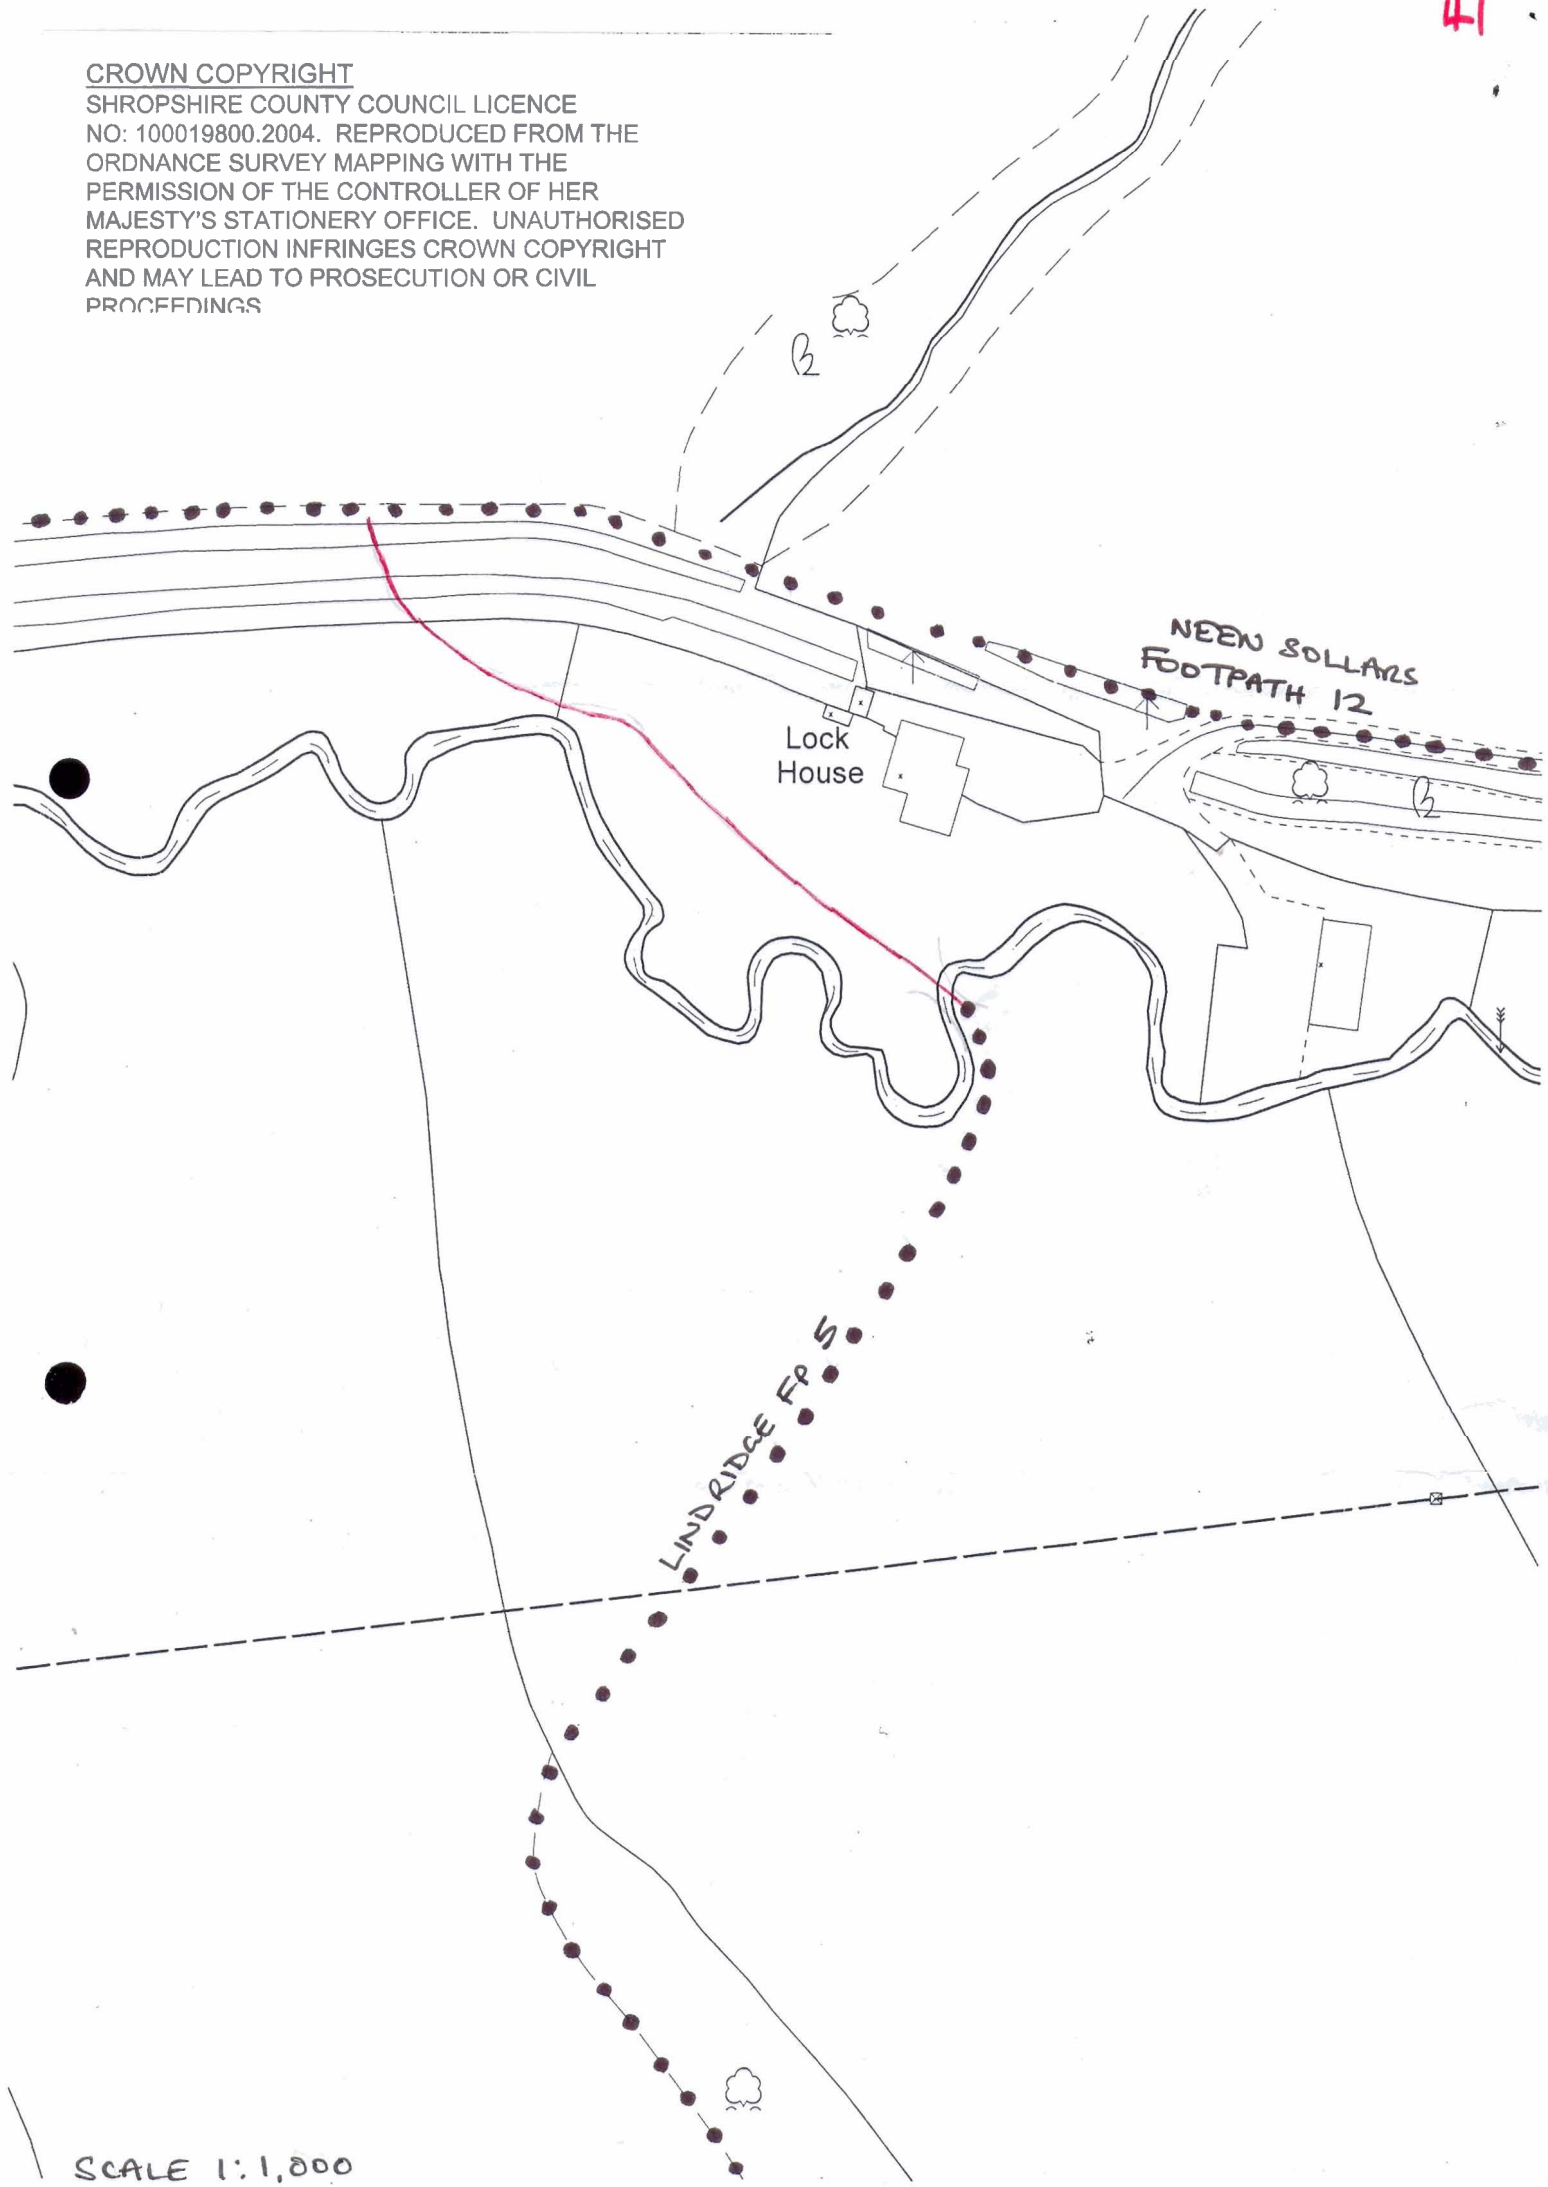 41
CROWN COPYRIGHT
SHROPSHIRE COUNTY COUNCIL LICENCE
NO: 100019800.2004. REPRODUCED FROM THE
ORDNANCE SURVEY MAPPING WITH THE
PERMISSION OF THE CONTROLLER OF HER
MAJESTY'S STATIONERY OFFICE. UNAUTHORISED
REPRODUCTION INFRINGES CROWN COPYRIGHT
AND MAY LEAD TO PROSECUTION OR CIVIL
PROCEEDINGS
NEEN SOLLARS
FOOTPATH 12
Lock
House
LINDRIDGE FP 5
SCALE 1:1,000